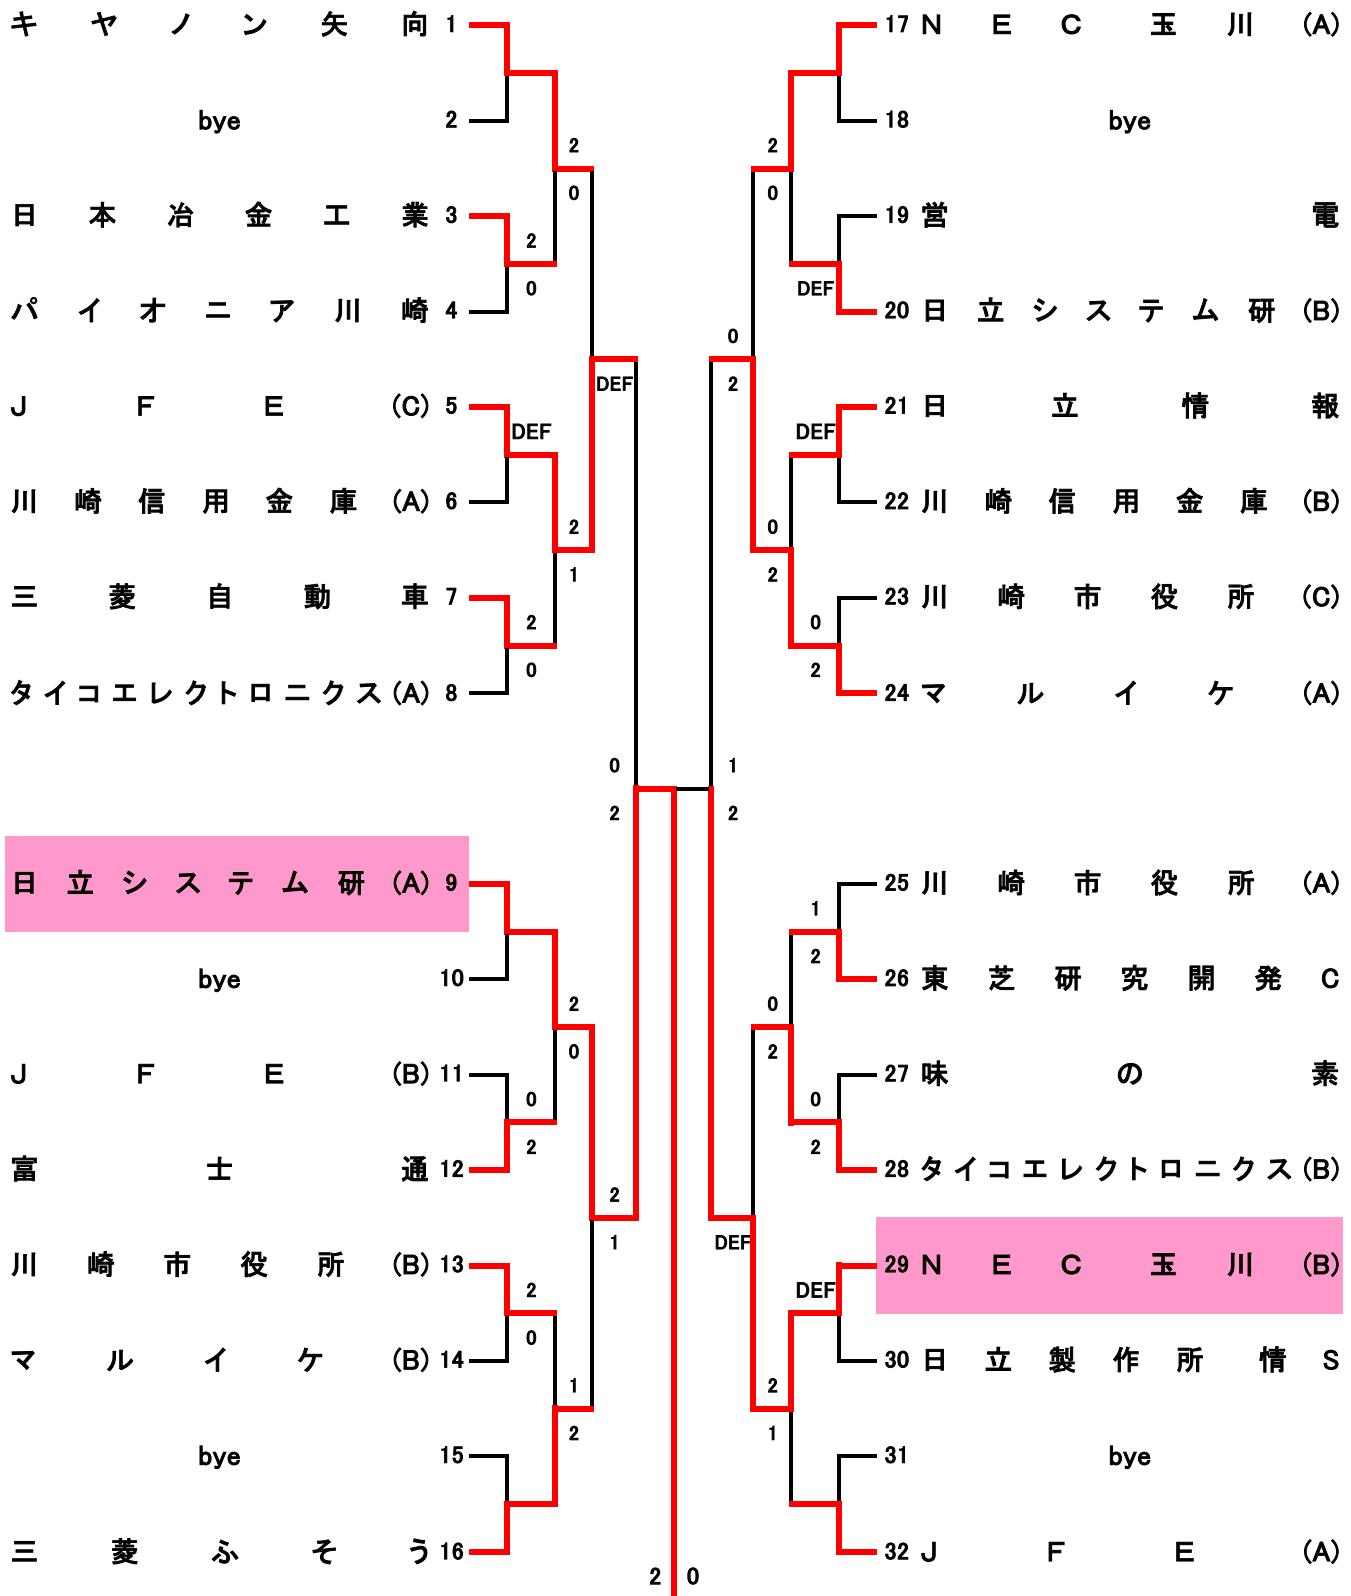 キヤノン矢向 1
bye 2
2
0
日本冶金工業 3
2
0
パイオニア川崎 4
DEF
JFE(C) 5
DEF
川崎信用金庫(A) 6
2
1
三菱自動車 7
2
0
タイコエレクトロニクス(A) 8
0
2
日立システム研(A) 9
bye 10
2
0
JFE(B) 11
0
2
富士通 12
2
1
川崎市役所(B) 13
2
0
マルイケ(B) 14
1
2
bye 15
三菱ふそう 16
17 NEC玉川(A)
18 bye
2
0
19 営電
DEF
20 日立システム研(B)
0
2
21 日立情報
DEF
22 川崎信用金庫(B)
0
2
23 川崎市役所(C)
0
2
24 マルイケ(A)
1
2
25 川崎市役所(A)
1
2
26 東芝研究開発C
0
2
27 味の素
0
2
28 タイコエレクトロニクス(B)
DEF
29 NEC玉川(B)
DEF
30 日立製作所情S
2
1
31 bye
32 JFE(A)
2 0